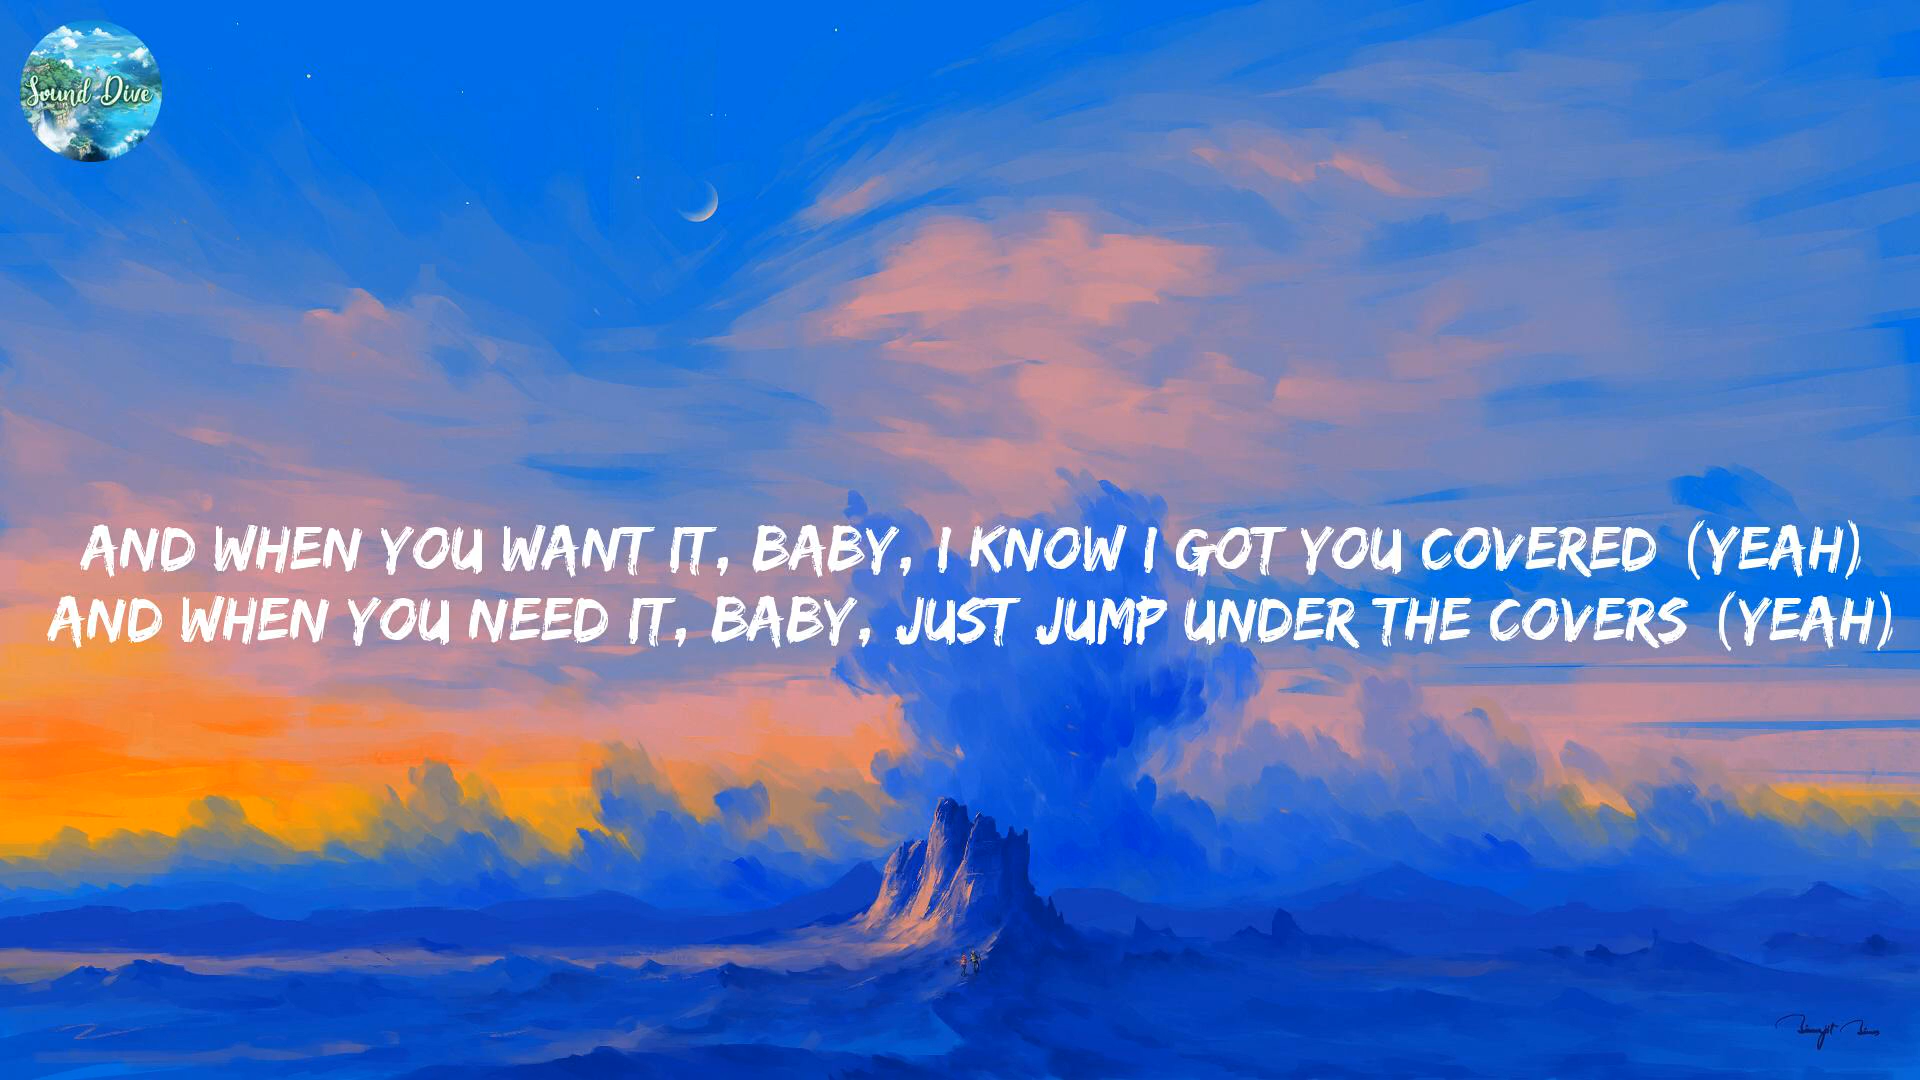 Sound Dive
AND WHEN YOU WANT IT, BABY, I KNOW I GOT YOU COVERED (YEAH)
AND WHEN YOU NEED IT, BABY, JUST JUMP UNDER THE COVERS (YEAH)